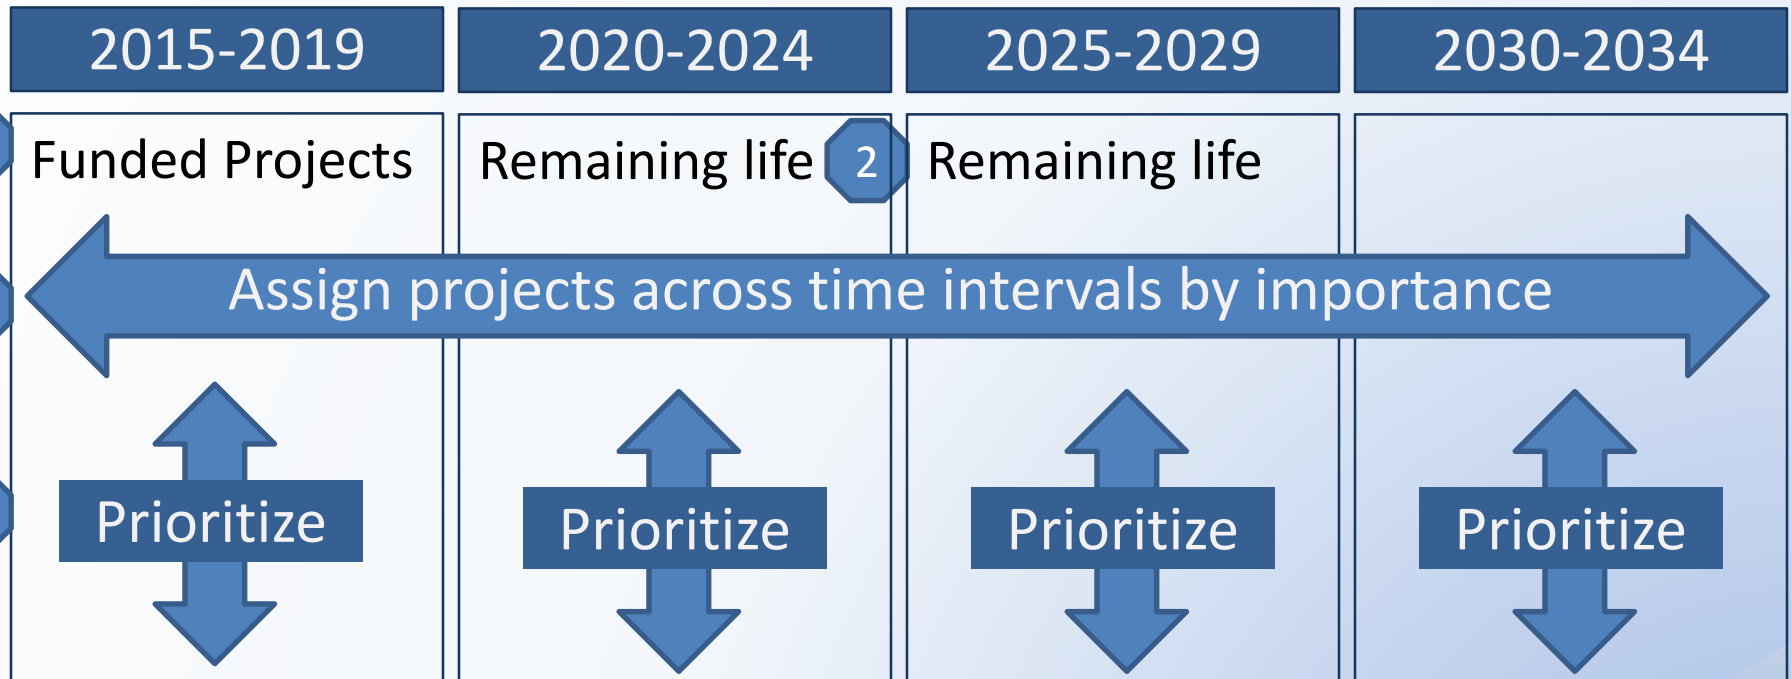 2015-2019
2020-2024
2025-2029
2030-2034
Funded Projects
Remaining life
2
Remaining life
Assign projects across time intervals by importance
Prioritize
Prioritize
Prioritize
Prioritize